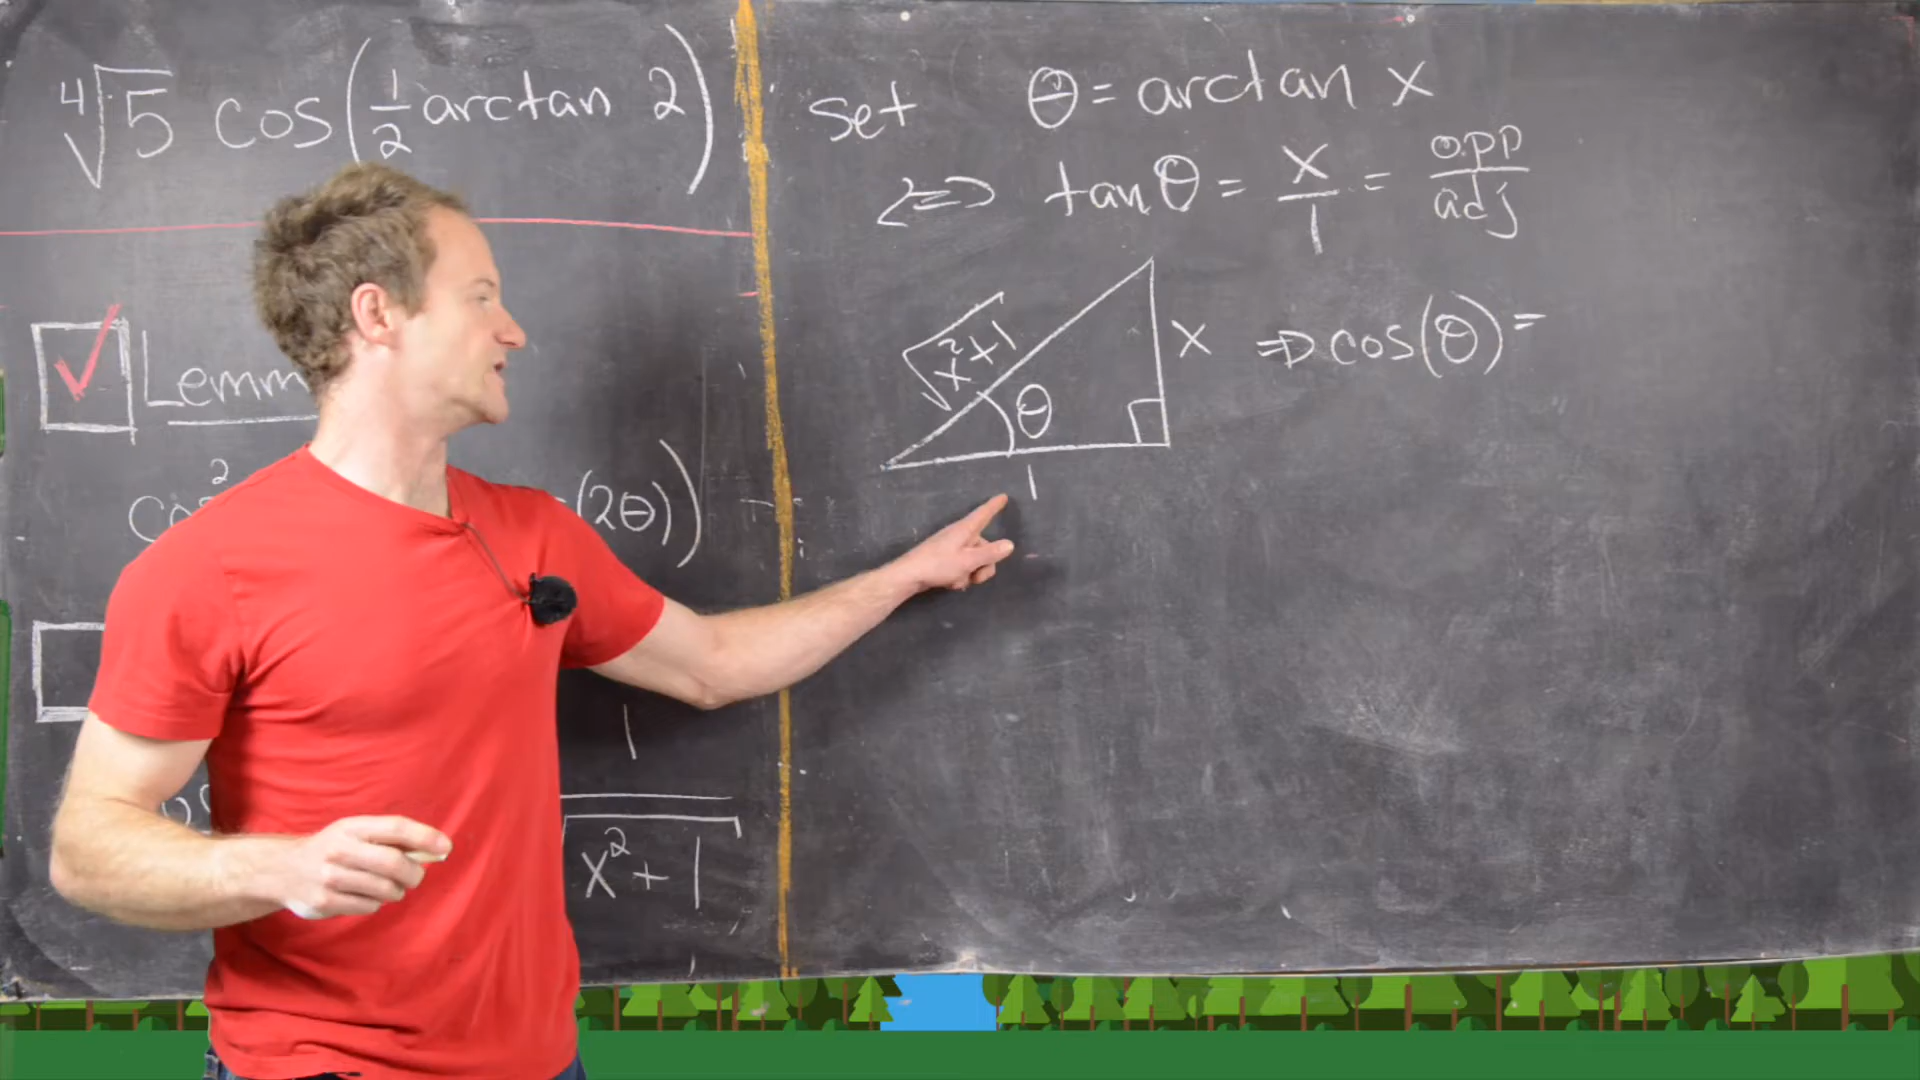 ⁴√5 cos(1/2 arctan 2)
Lemm
cos² (2θ))
1
√x²+1
Set θ = arctan x
<=> tan θ = x/1 = opp/adj
√x²+1
θ
x
1
=> cos(θ) =